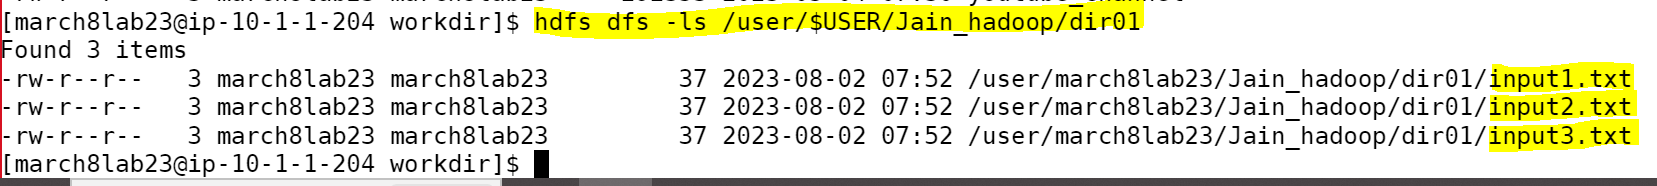 [march8lab23@ip-10-1-1-204 workdir]$ hdfs dfs -ls /user/$USER/Jain_hadoop/dir01
Found 3 items
-rw-r--r--   3 march8lab23 march8lab23         37 2023-08-02 07:52 /user/march8lab23/Jain_hadoop/dir01/input1.txt
-rw-r--r--   3 march8lab23 march8lab23         37 2023-08-02 07:52 /user/march8lab23/Jain_hadoop/dir01/input2.txt
-rw-r--r--   3 march8lab23 march8lab23         37 2023-08-02 07:52 /user/march8lab23/Jain_hadoop/dir01/input3.txt
[march8lab23@ip-10-1-1-204 workdir]$